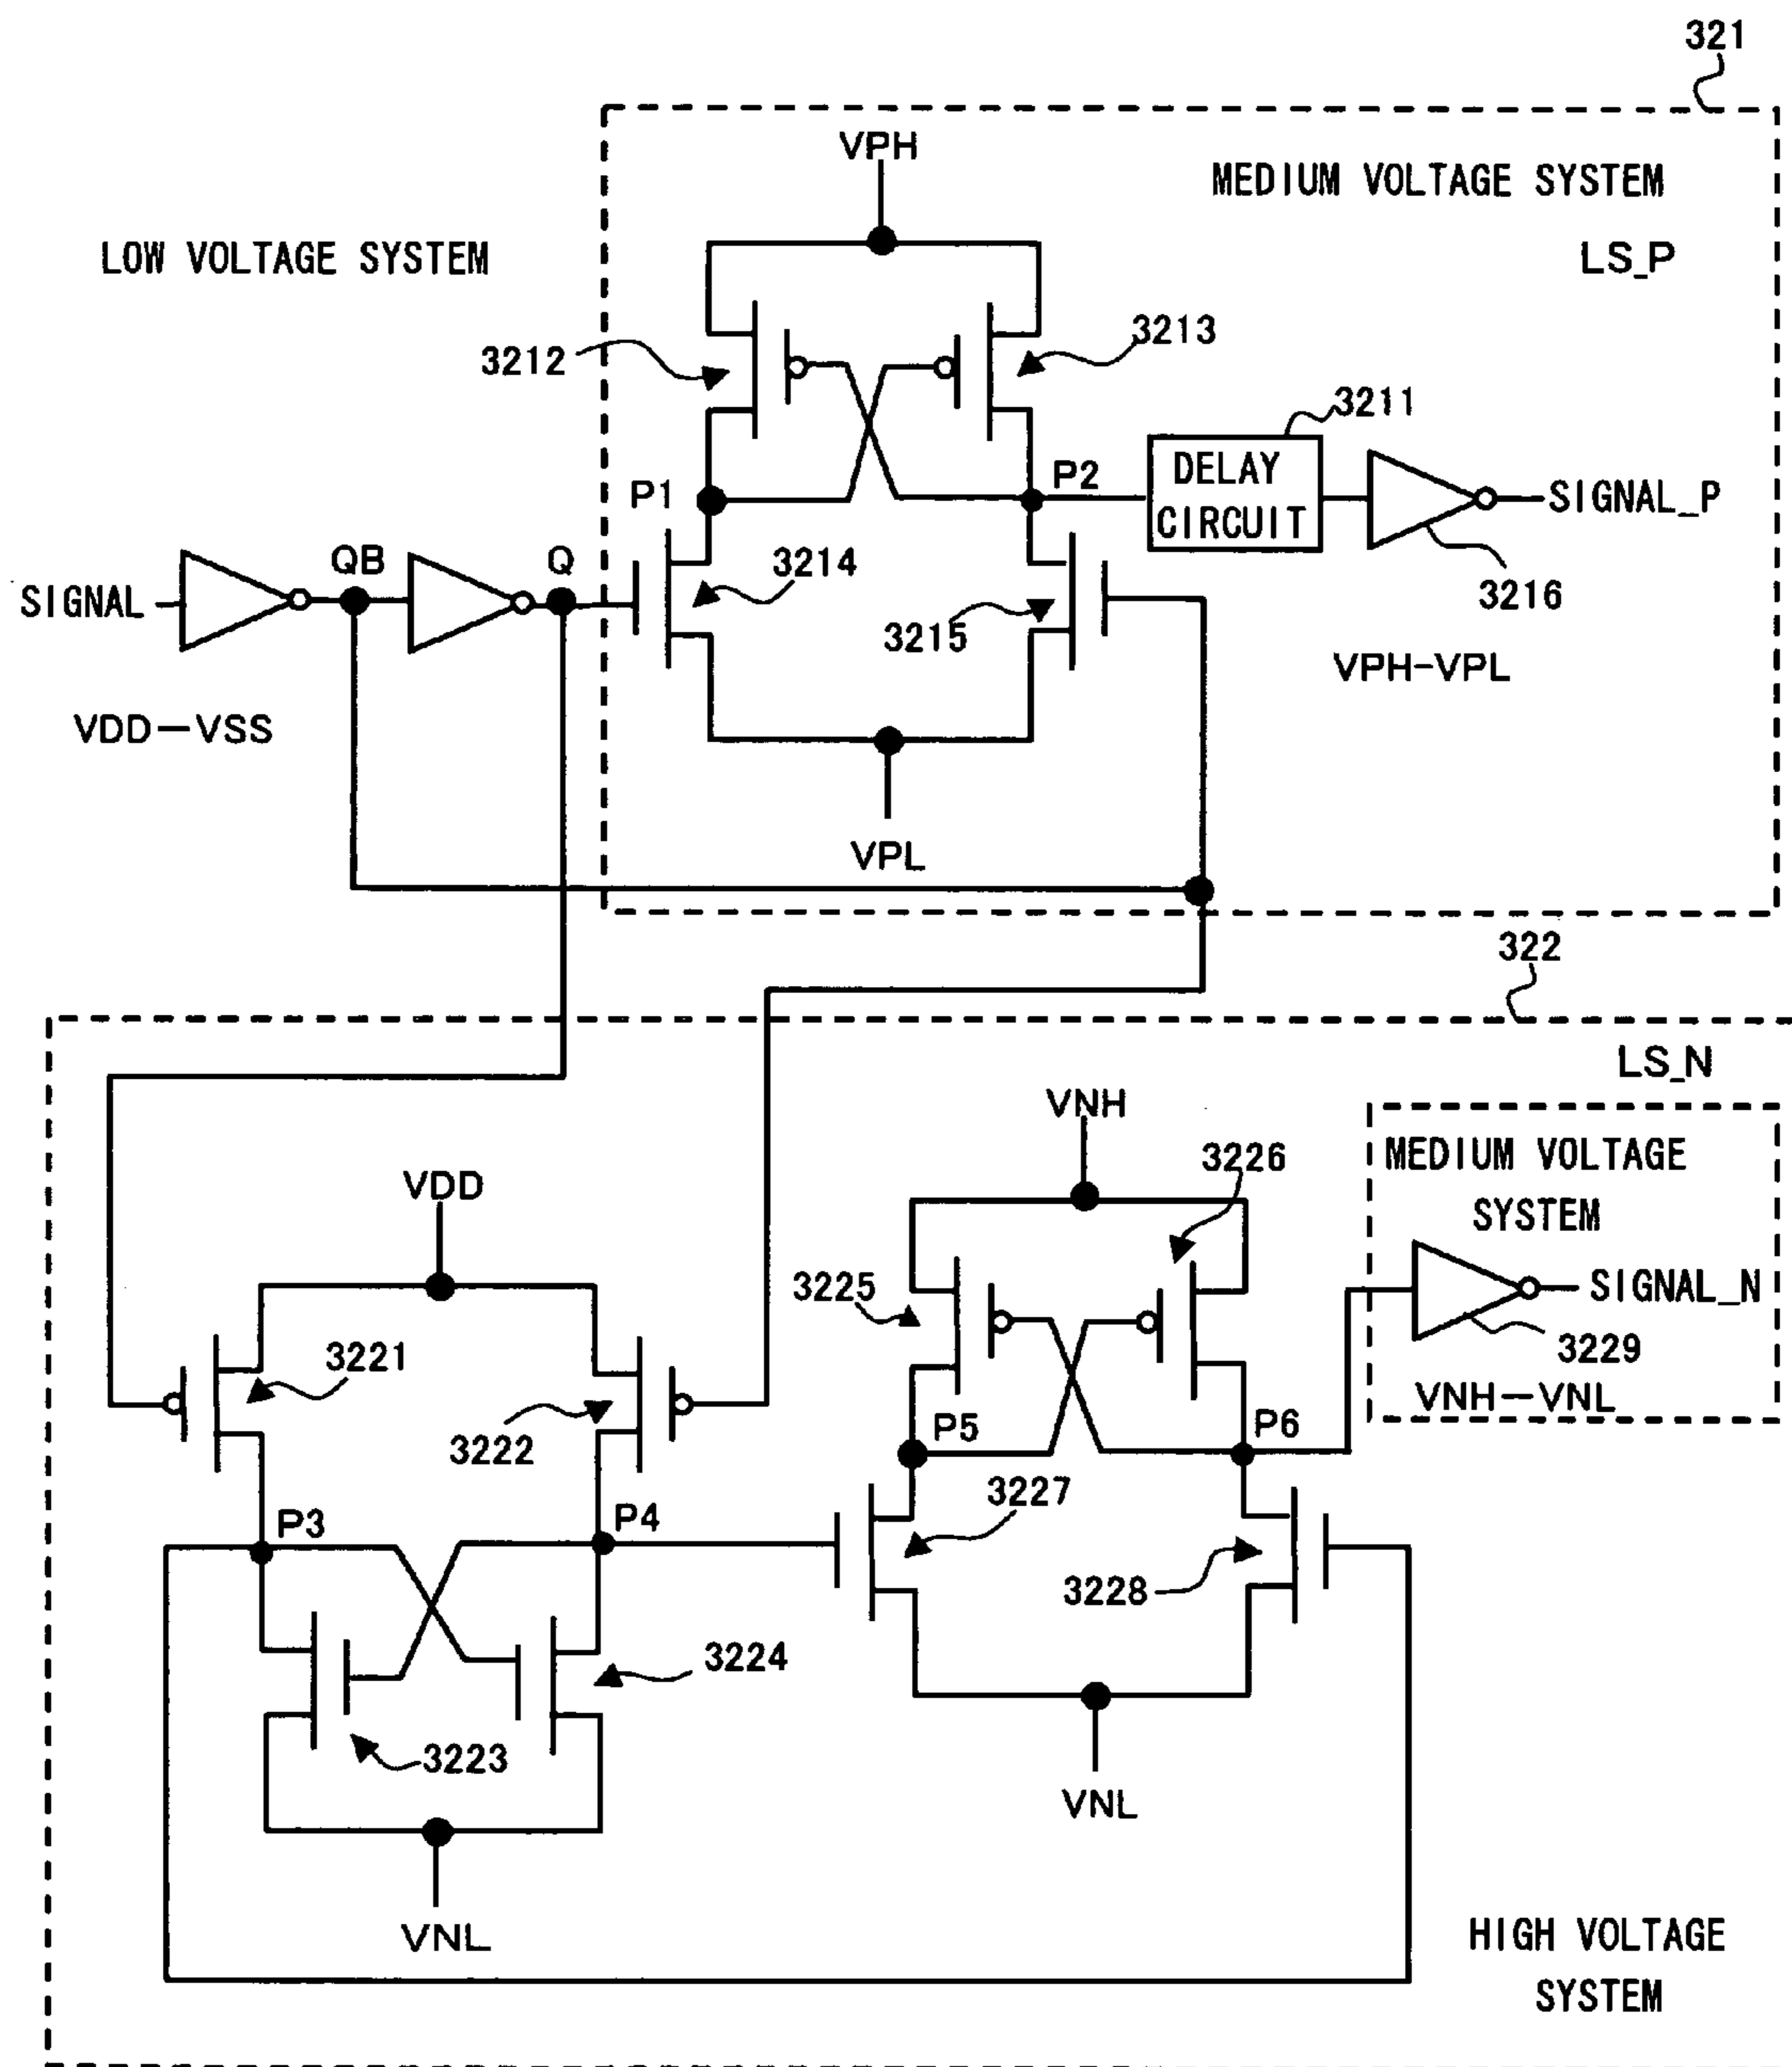 321
VPH
MEDIUM VOLTAGE SYSTEM
LOW VOLTAGE SYSTEM
LS_P
3212
3213
3211
P1
P2
DELAY
CIRCUIT
SIGNAL_P
QB
Q
3214
SIGNAL
3216
3215
VPH-VPL
VDD-VSS
VPL
322
LS_N
VNH
3226
MEDIUM VOLTAGE
SYSTEM
VDD
3225
SIGNAL_N
3221
3229
VNH-VNL
3222
P5
P6
3227
P3
P4
3228
3224
3223
VNL
VNL
HIGH VOLTAGE
SYSTEM